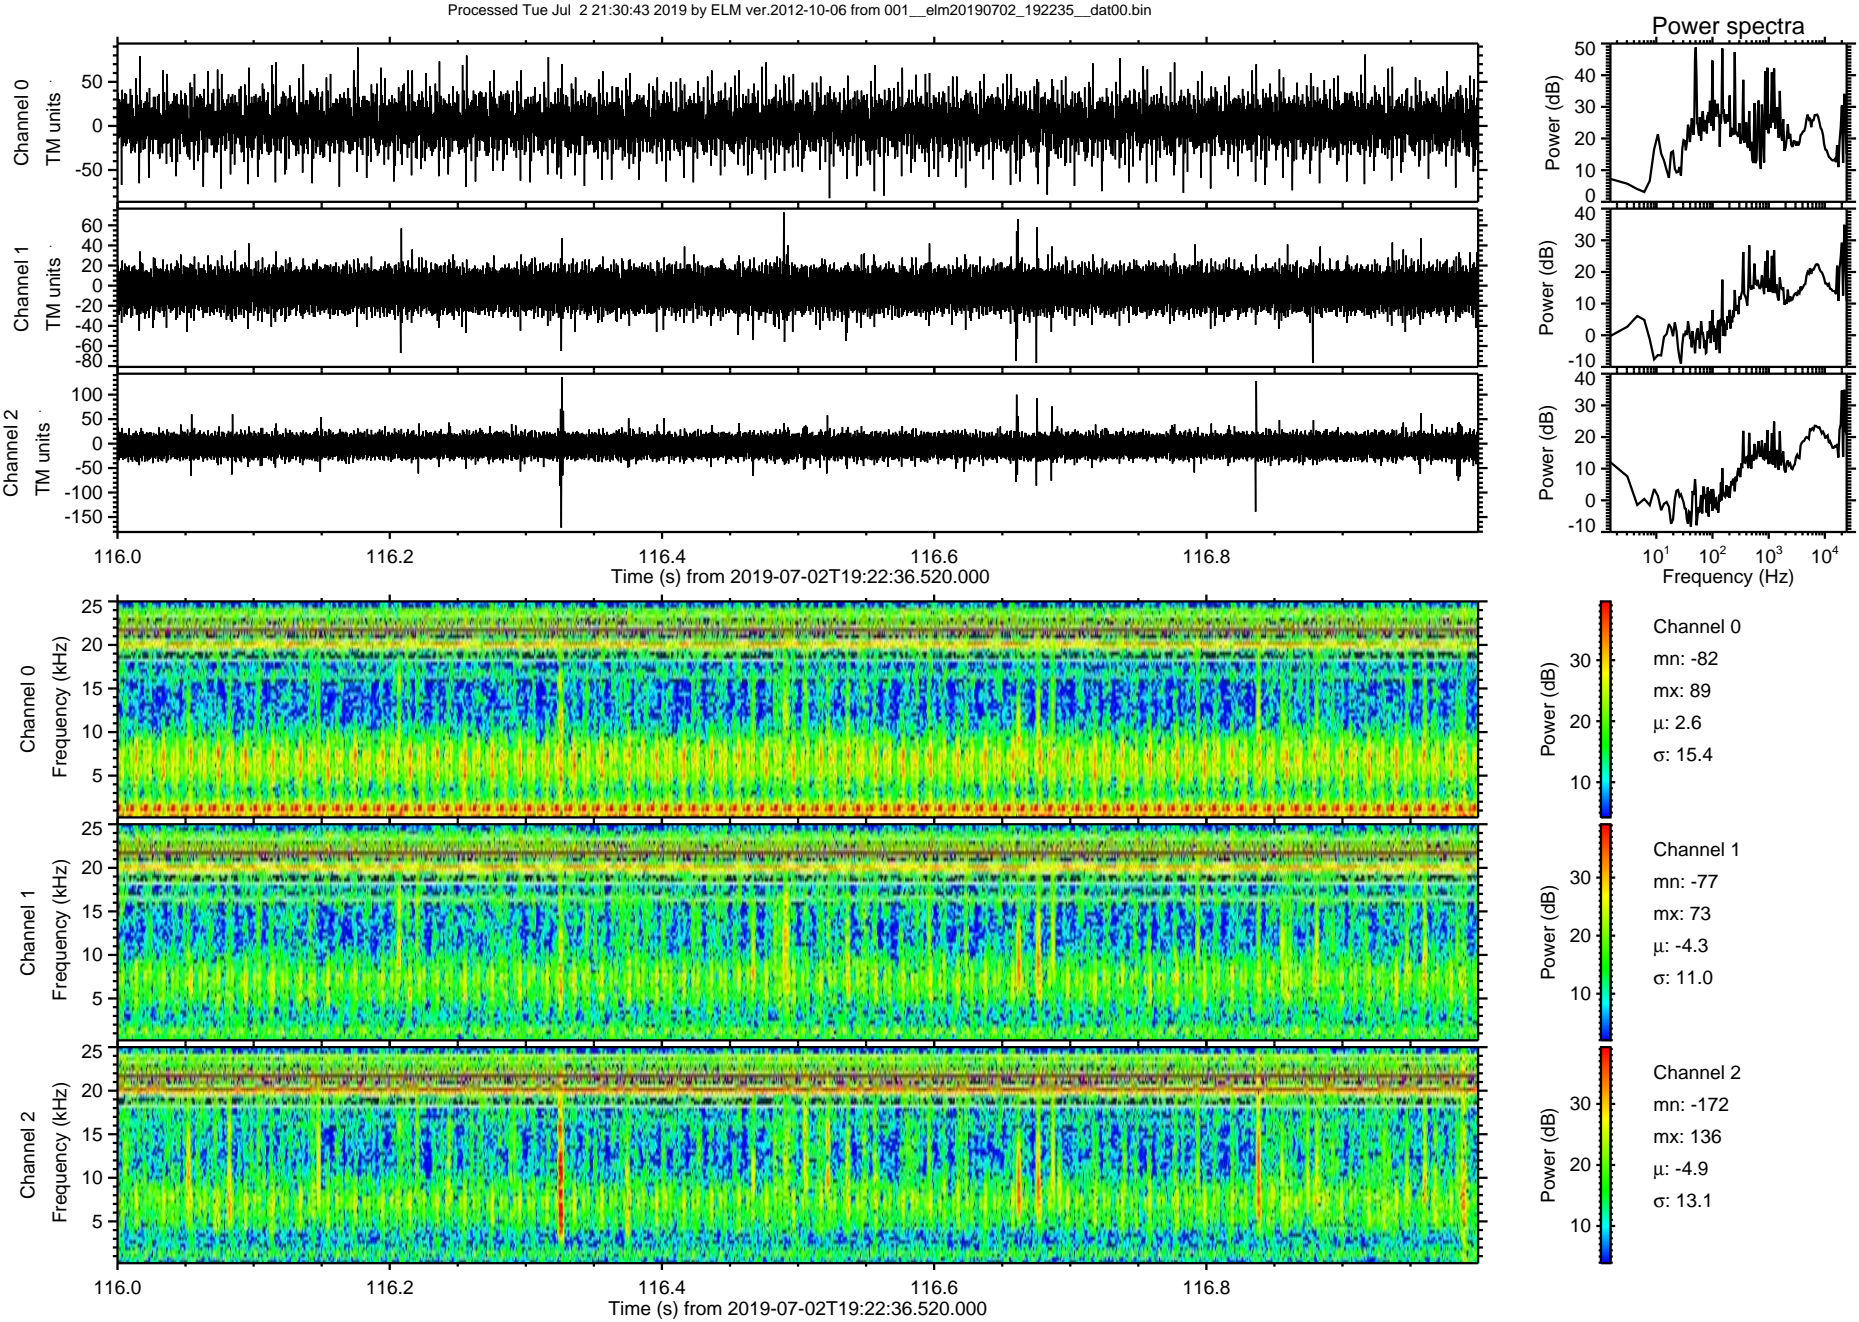 Processed Tue Jul  2 21:30:43 2019 by ELM ver.2012-10-06 from 001__elm20190702_192235__dat00.bin
Power spectra
Channel 0
TM units
50
0
-50
Power (dB)
50
40
30
20
10
0
Channel 1
TM units
60
40
20
0
-20
-40
-60
-80
Power (dB)
40
30
20
10
0
-10
Channel 2
TM units
100
50
0
-50
-100
-150
Power (dB)
40
30
20
10
0
-10
116.0 116.2 116.4 116.6 116.8
Time (s) from 2019-07-02T19:22:36.520.000
10^1 10^2 10^3 10^4
Frequency (Hz)
Channel 0
Frequency (kHz)
25
20
15
10
5
Power (dB)
30
20
10
Channel 0
mn: -82
mx: 89
μ: 2.6
σ: 15.4
Channel 1
Frequency (kHz)
25
20
15
10
5
Power (dB)
30
20
10
Channel 1
mn: -77
mx: 73
μ: -4.3
σ: 11.0
Channel 2
Frequency (kHz)
25
20
15
10
5
Power (dB)
30
20
10
Channel 2
mn: -172
mx: 136
μ: -4.9
σ: 13.1
116.0 116.2 116.4 116.6 116.8
Time (s) from 2019-07-02T19:22:36.520.000